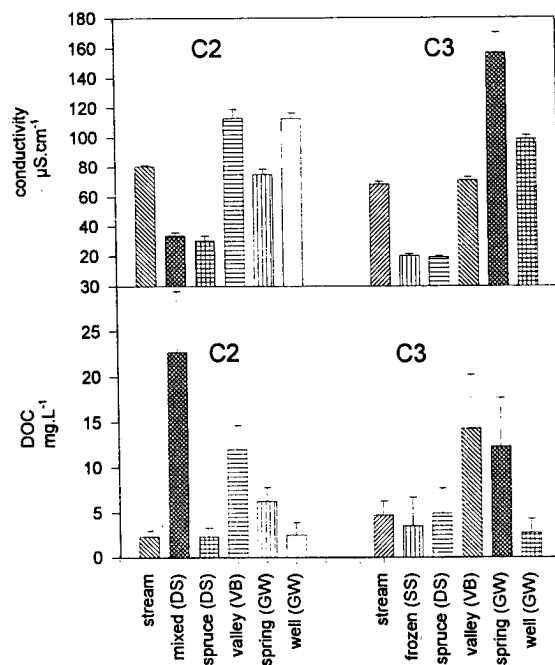 180
160
140
120
100
80
60
40
20
conductivity
µS.cm-1
C2
C3
30
25
20
15
10
5
0
DOC
mg.L-1
C2
C3
stream
mixed (DS)
spruce (DS)
valley (VB)
spring (GW)
well (GW)
stream
frozen (SS)
spruce (DS)
valley (VB)
spring (GW)
well (GW)